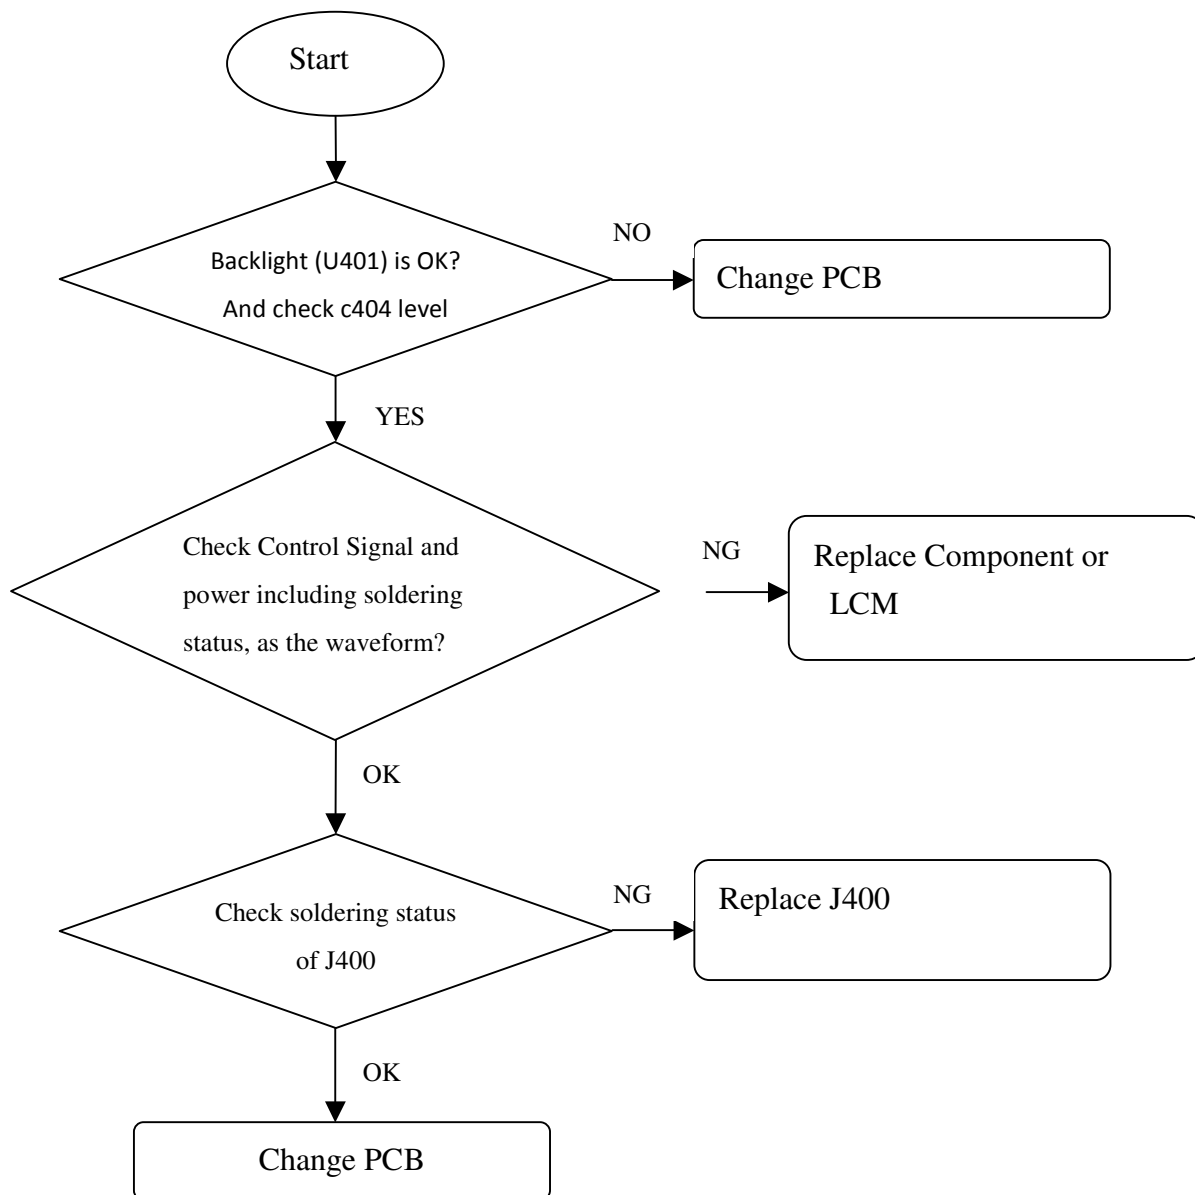 Start
Backlight (U401) is OK?
And check c404 level
NO
Change PCB
YES
Check Control Signal and
power including soldering
status, as the waveform?
NG
Replace Component or
LCM
OK
Check soldering status
of J400
NG
Replace J400
OK
Change PCB